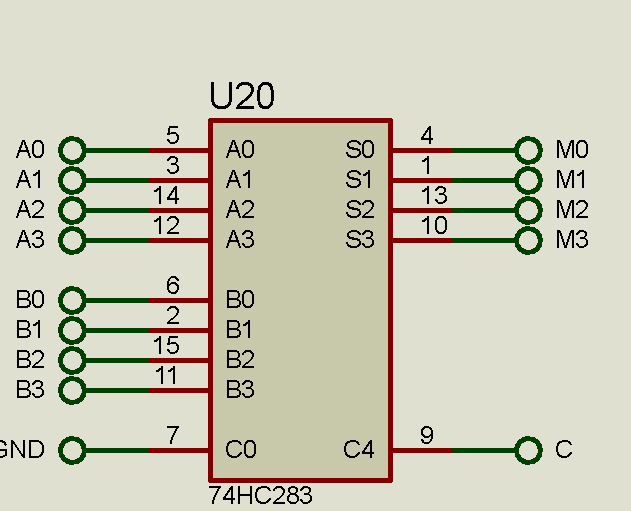 U20
A0 5 A0 S0 4 M0
A1 3 A1 S1 1 M1
A2 14 A2 S2 13 M2
A3 12 A3 S3 10 M3
B0 6 B0
B1 2 B1
B2 15 B2
B3 11 B3
GND 7 C0 C4 9 C
74HC283